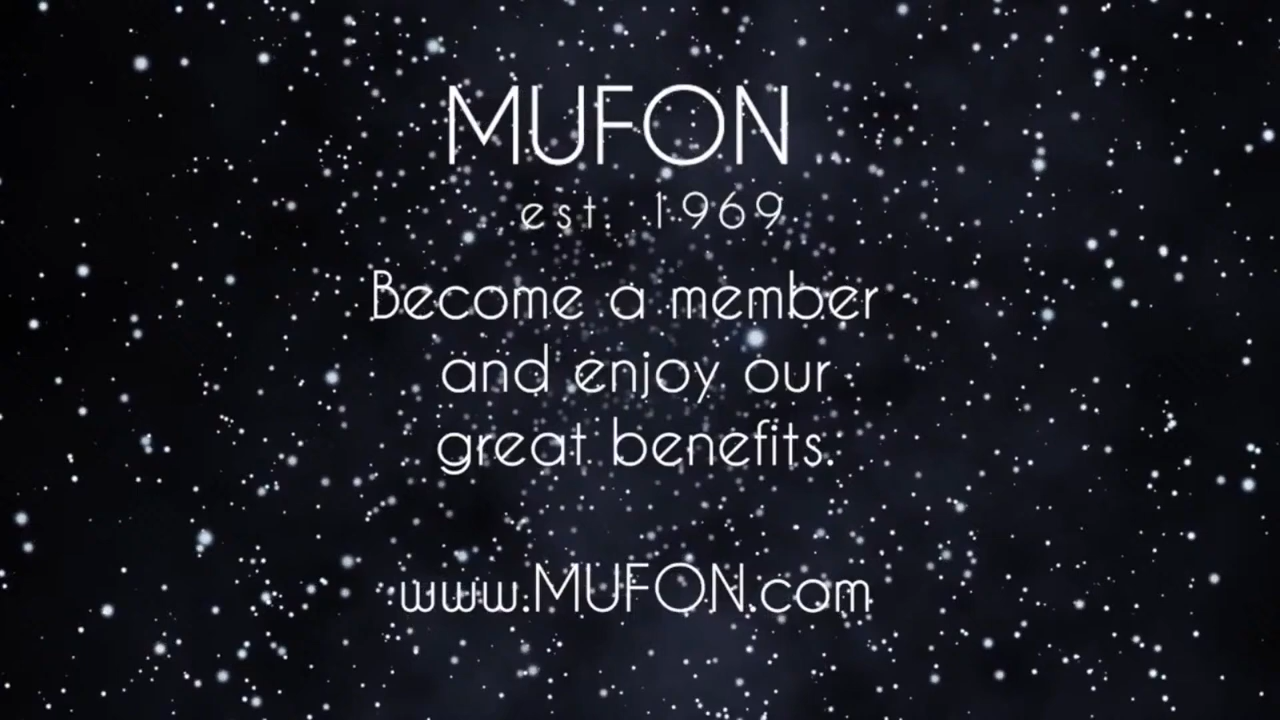 MUFON
est. 1969
Become a member
and enjoy our
great benefits.
www.MUFON.com